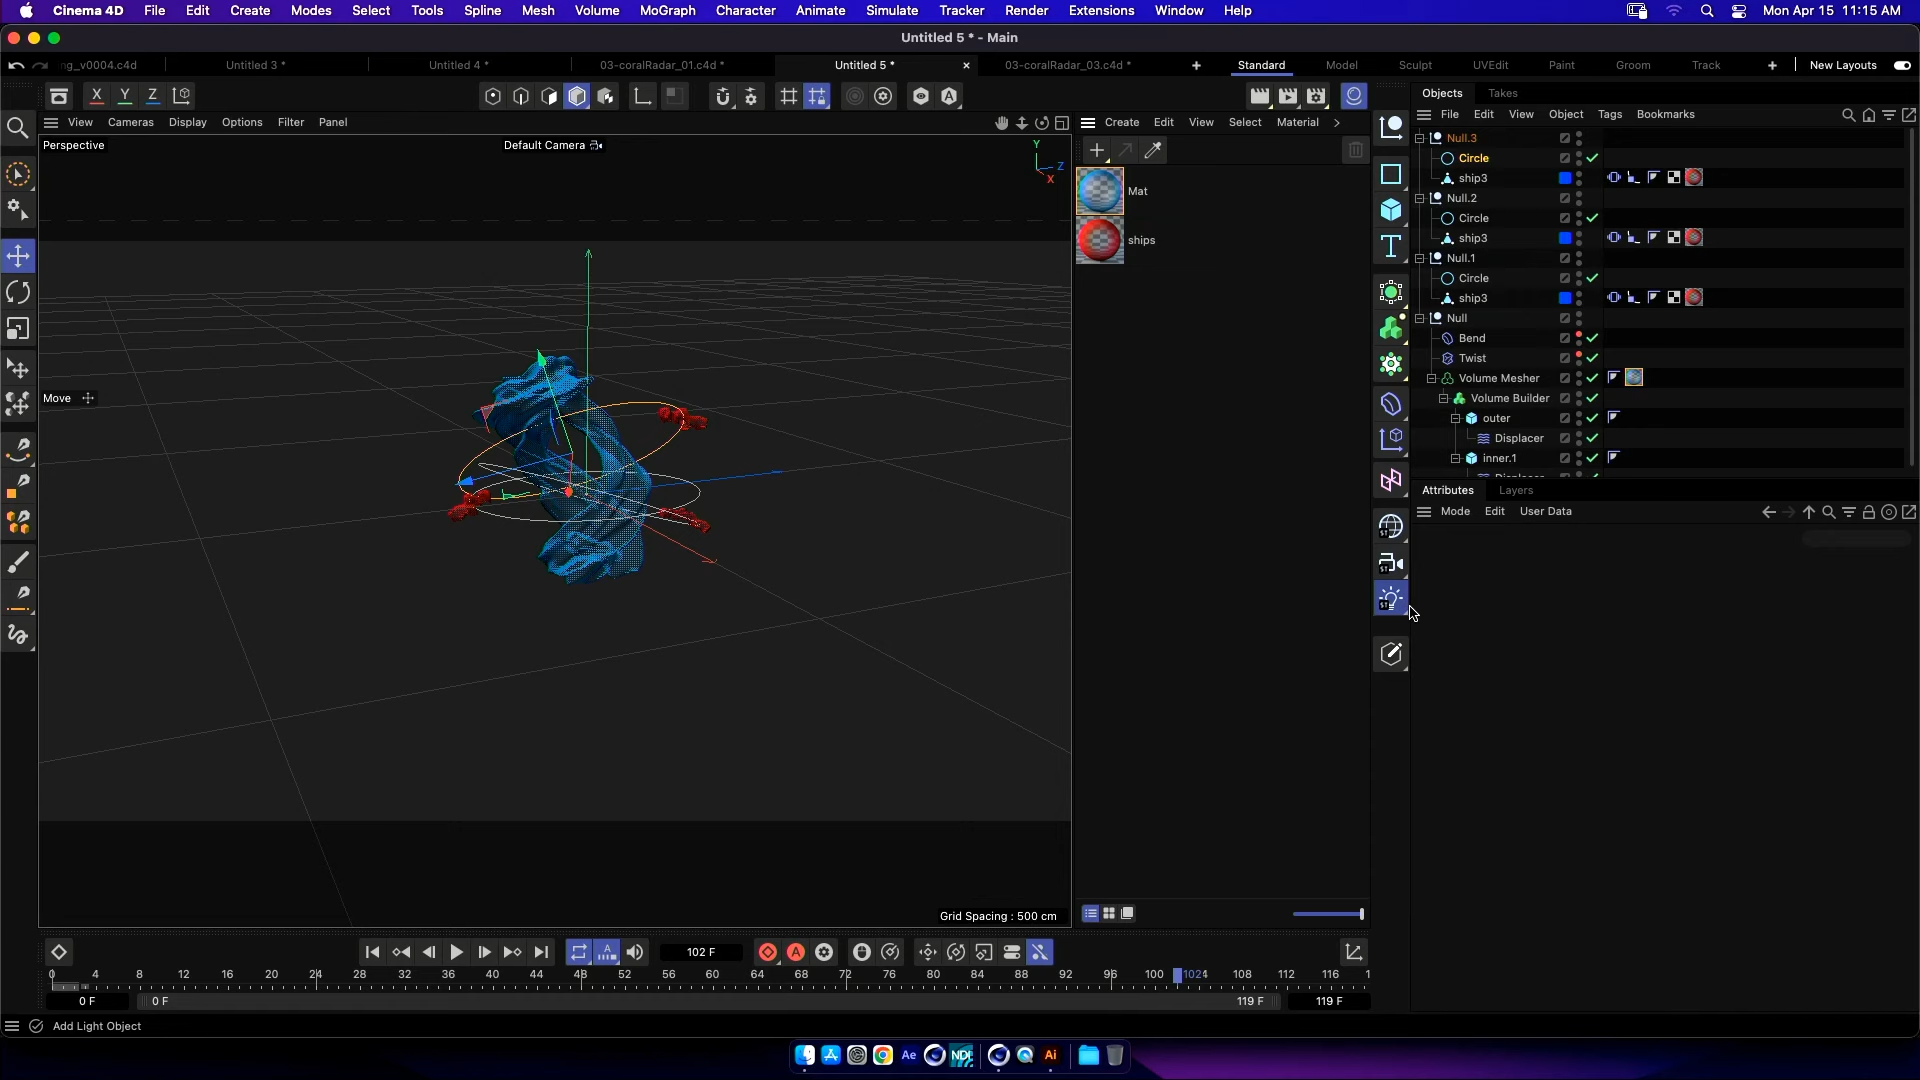 Cinema 4D File Edit Create Modes Select Tools Spline Mesh Volume MoGraph Character Animate Simulate Tracker Render Extensions Window Help Mon Apr 15 11:15 AM
Untitled 5 * - Main
ng_v0004.c4d Untitled 3 * Untitled 4 * 03-coralRadar_01.c4d * Untitled 5 * 03-coralRadar_03.c4d * Standard Model Sculpt UVEdit Paint Groom Track New Layouts
X Y Z
Objects Takes
View Cameras Display Options Filter Panel
Create Edit View Select Material
File Edit View Object Tags Bookmarks
Perspective
Default Camera
Y
Z
X
Mat
ships
Null.3
Circle
ship3
Null.2
Circle
ship3
Null.1
Circle
ship3
Null
Bend
Twist
Volume Mesher
Volume Builder
outer
Displacer
inner.1
Displacer
Move
Attributes Layers
Mode Edit User Data
Grid Spacing : 500 cm
102 F
0 4 8 12 16 20 24 28 32 36 40 44 48 52 56 60 64 68 72 76 80 84 88 92 96 100 102 108 112 116 1
0 F 0 F 119 F 119 F
Add Light Object
Ae NDI Ai